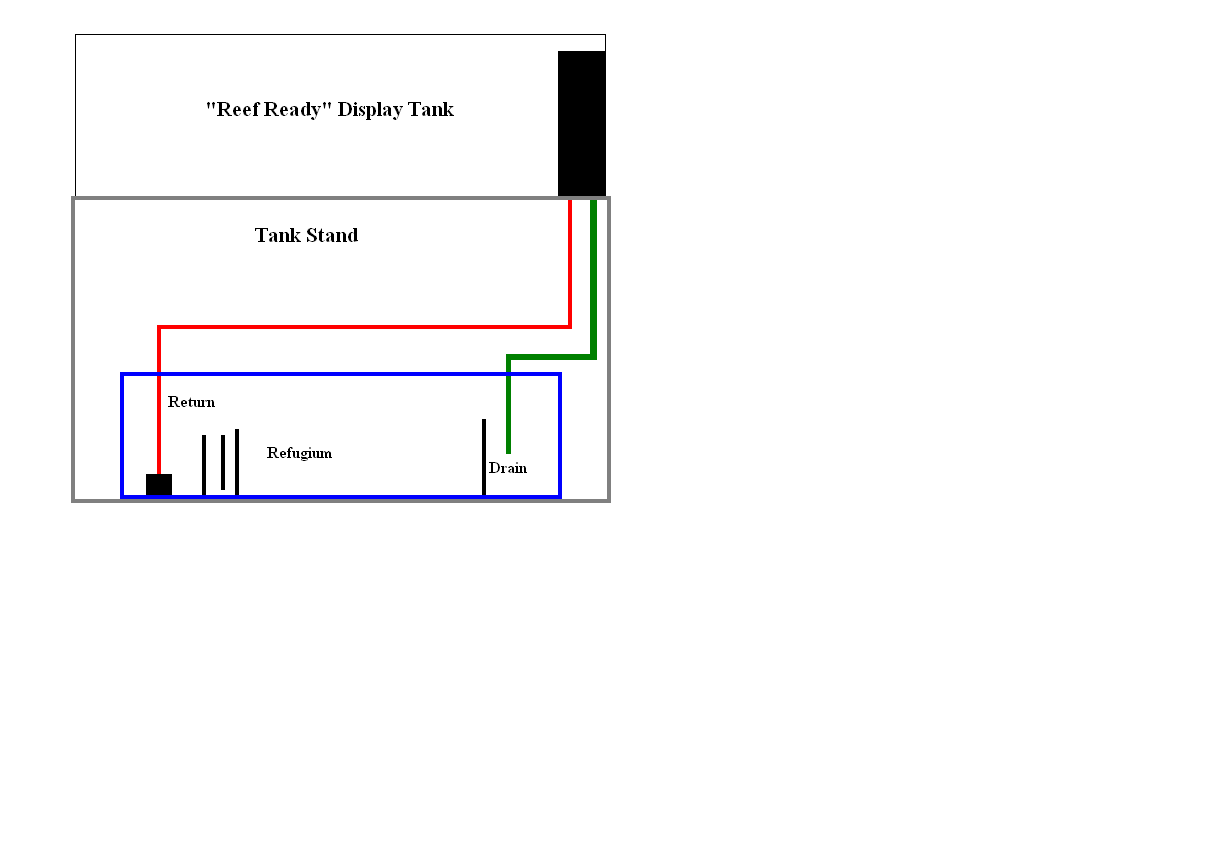 "Reef Ready" Display Tank
Tank Stand
Return
Refugium
Drain